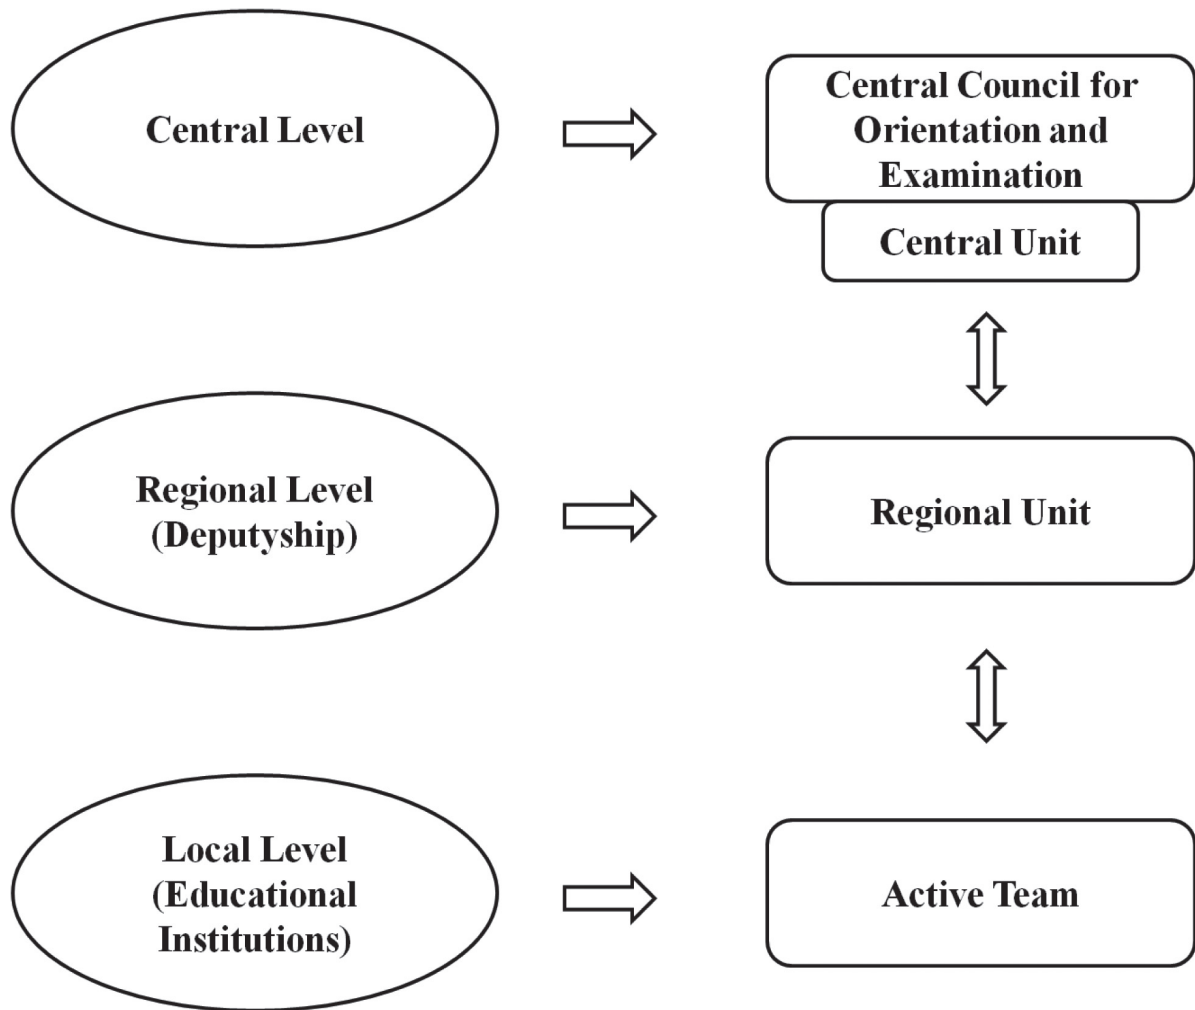 Central Level
Central Council for
Orientation and
Examination
Central Unit
Regional Level
(Deputyship)
Regional Unit
Local Level
(Educational
Institutions)
Active Team